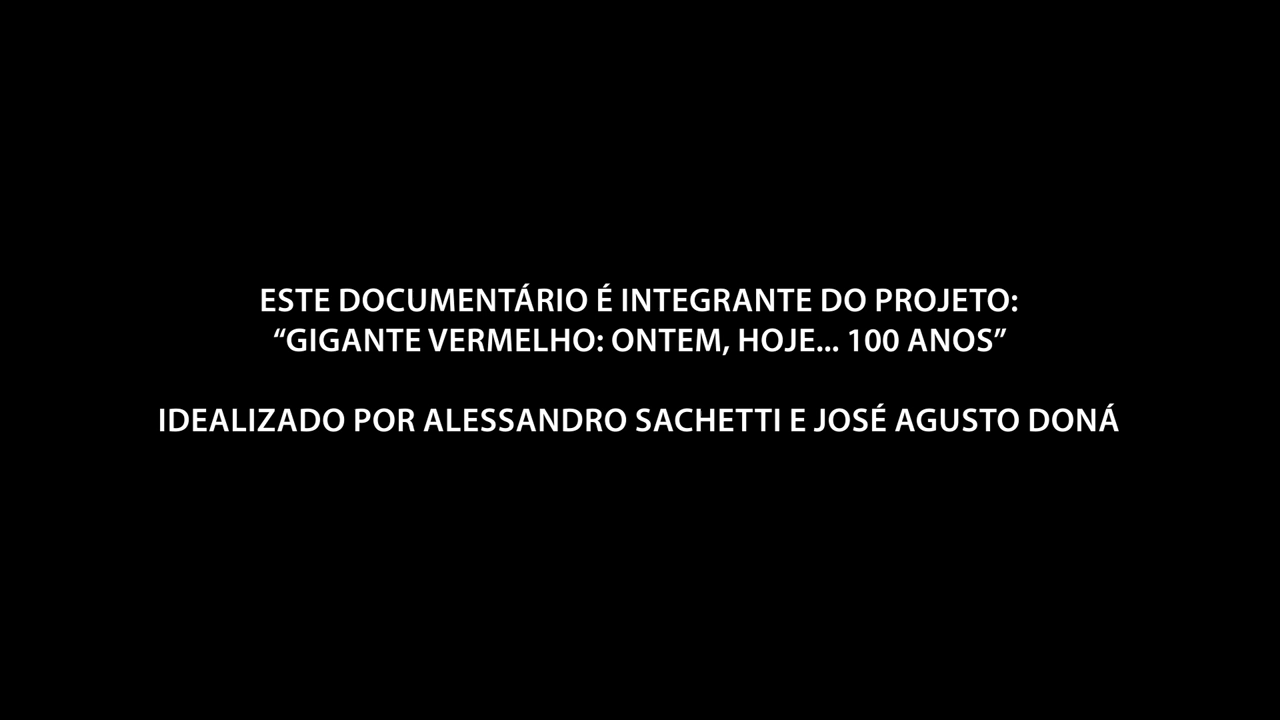 ESTE DOCUMENTÁRIO É INTEGRANTE DO PROJETO:
“GIGANTE VERMELHO: ONTEM, HOJE... 100 ANOS”
IDEALIZADO POR ALESSANDRO SACHETTI E JOSÉ AGUSTO DONÁ